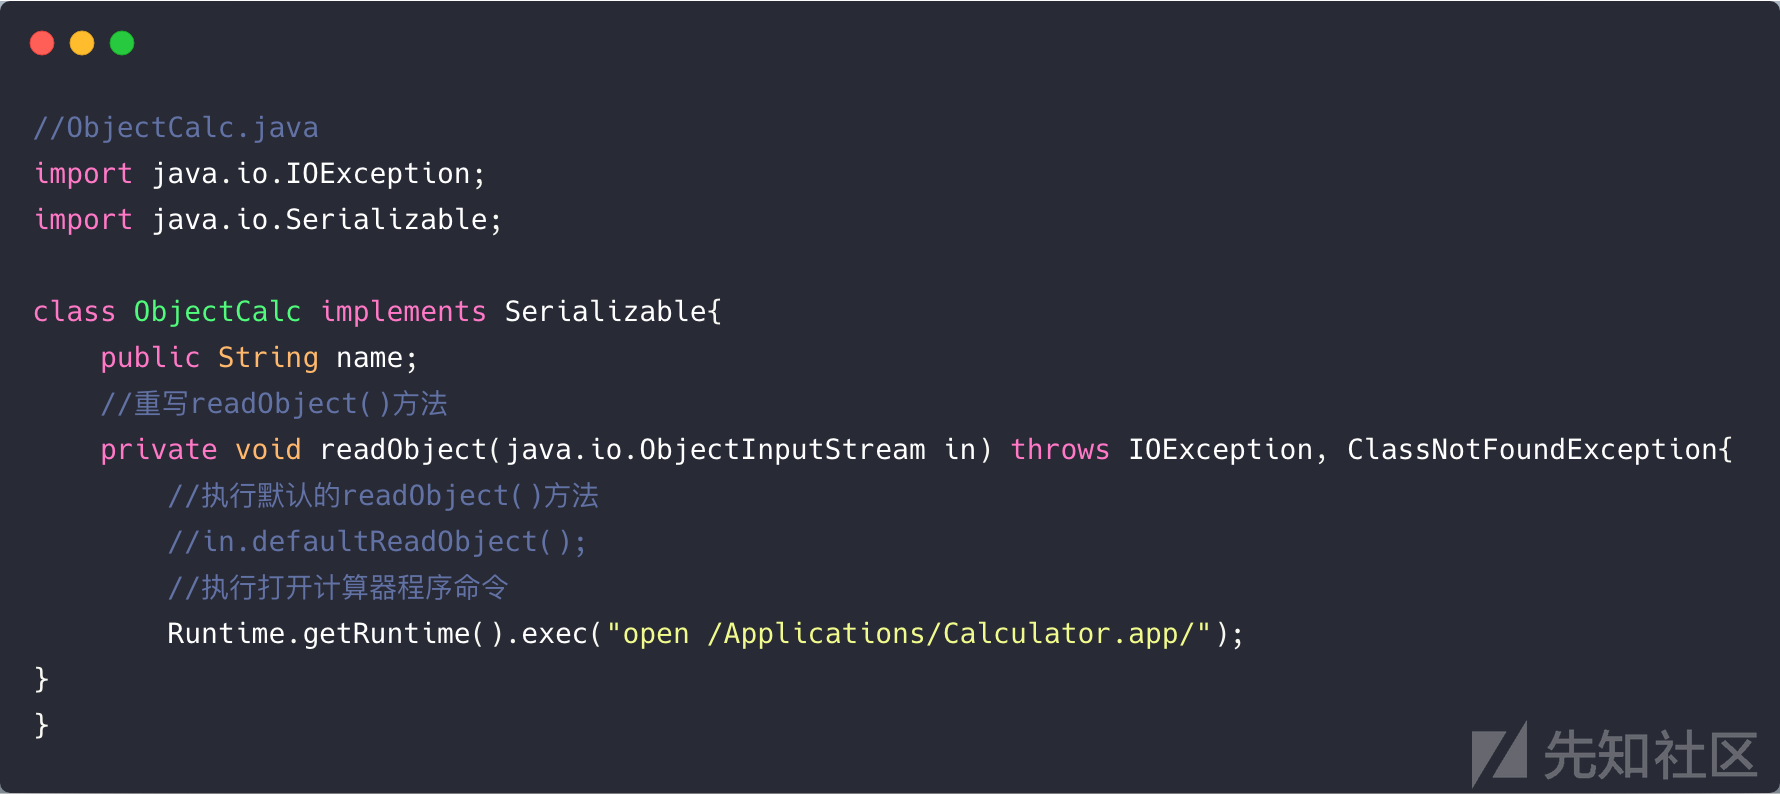 //ObjectCalc.java
import java.io.IOException;
import java.io.Serializable;

class ObjectCalc implements Serializable{
    public String name;
    //重写readObject()方法
    private void readObject(java.io.ObjectInputStream in) throws IOException, ClassNotFoundException{
        //执行默认的readObject()方法
        //in.defaultReadObject();
        //执行打开计算器程序命令
        Runtime.getRuntime().exec("open /Applications/Calculator.app/");
}
}
先知社区